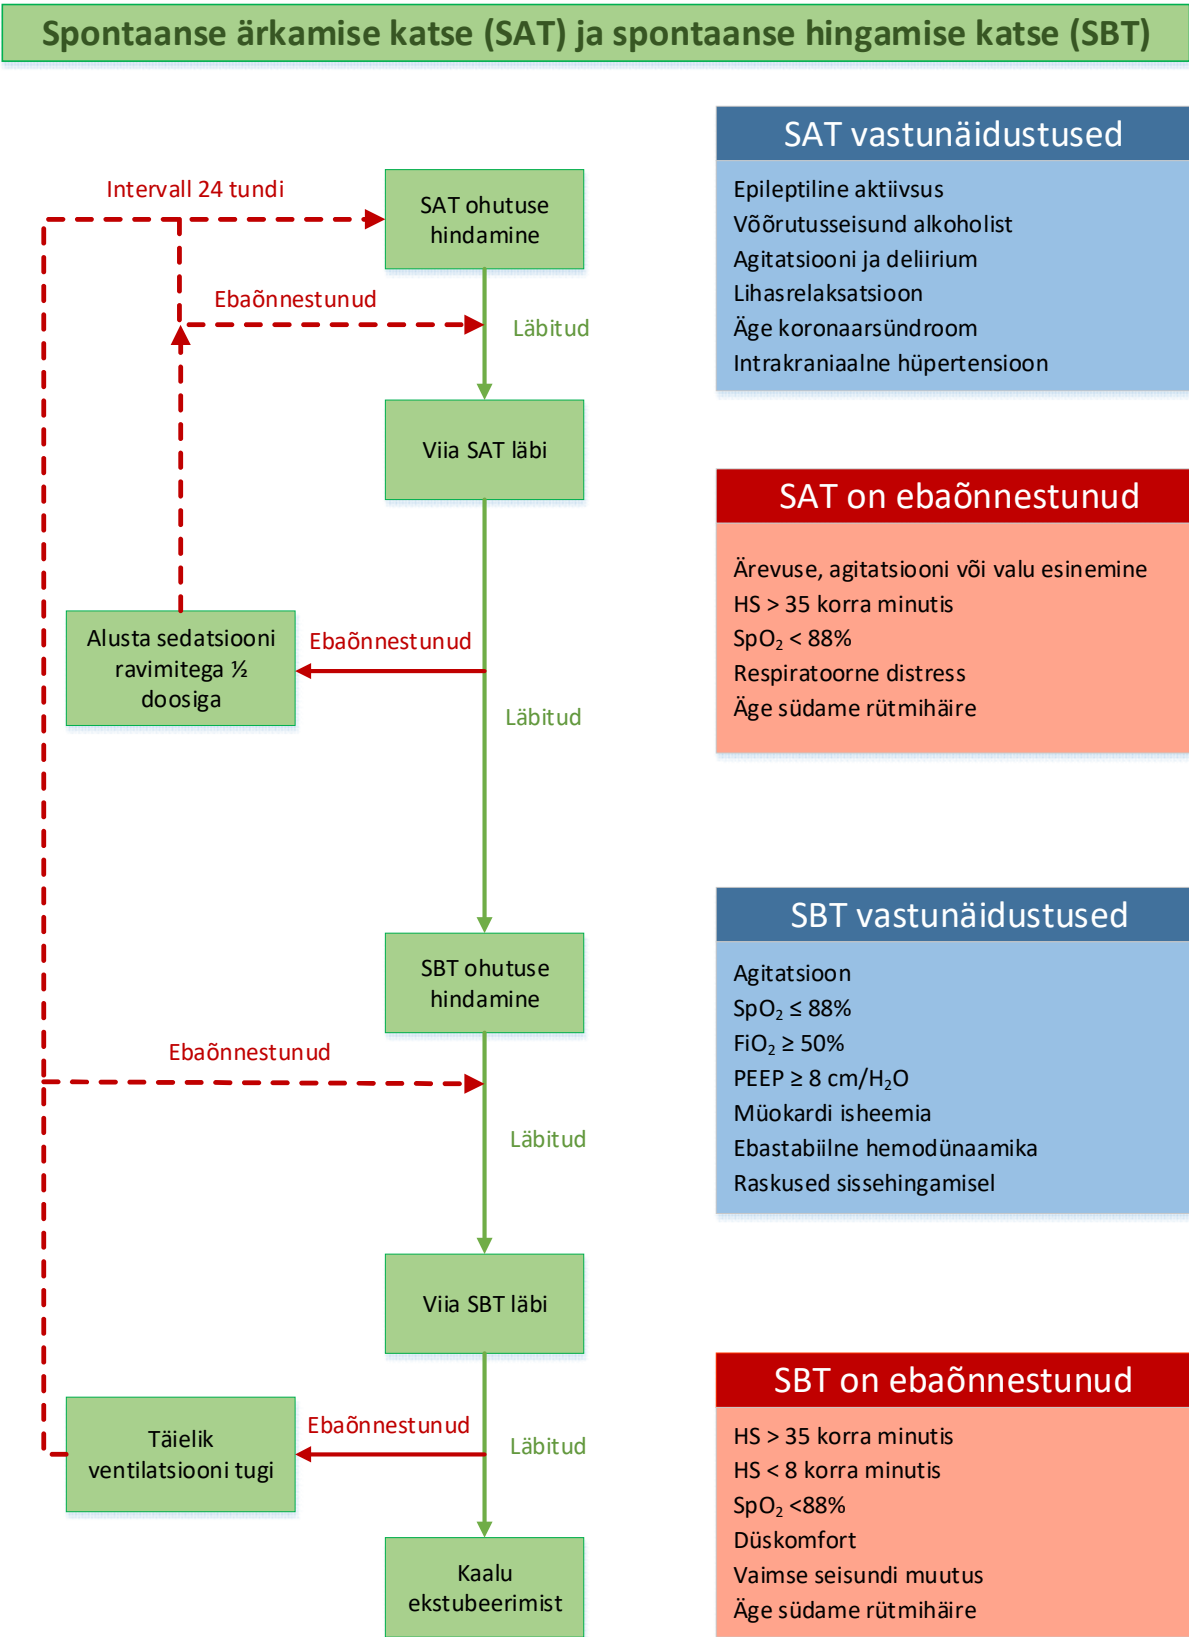 Spontaanse ärkamise katse (SAT) ja spontaanse hingamise katse (SBT)
Intervall 24 tundi
SAT ohutuse
hindamine
Ebaõnnestunud
Läbitud
Viia SAT läbi
Alusta sedatsiooni
ravimitega ½
doosiga
Ebaõnnestunud
Läbitud
SBT ohutuse
hindamine
Ebaõnnestunud
Läbitud
Viia SBT läbi
Täielik
ventilatsiooni tugi
Ebaõnnestunud
Läbitud
Kaalu
ekstubeerimist
SAT vastunäidustused
Epileptiline aktiivsus
Võõrutusseisund alkoholist
Agitatsiooni ja deliirium
Lihasrelaksatsioon
Äge koronaarsündroom
Intrakraniaalne hüpertensioon
SAT on ebaõnnestunud
Ärevuse, agitatsiooni või valu esinemine
HS > 35 korra minutis
SpO₂ < 88%
Respiratoorne distress
Äge südame rütmihäire
SBT vastunäidustused
Agitatsioon
SpO₂ ≤ 88%
FiO₂ ≥ 50%
PEEP ≥ 8 cm/H₂O
Müokardi isheemia
Ebastabiilne hemodünaamika
Raskused sissehingamisel
SBT on ebaõnnestunud
HS > 35 korra minutis
HS < 8 korra minutis
SpO₂ <88%
Düskomfort
Vaimse seisundi muutus
Äge südame rütmihäire